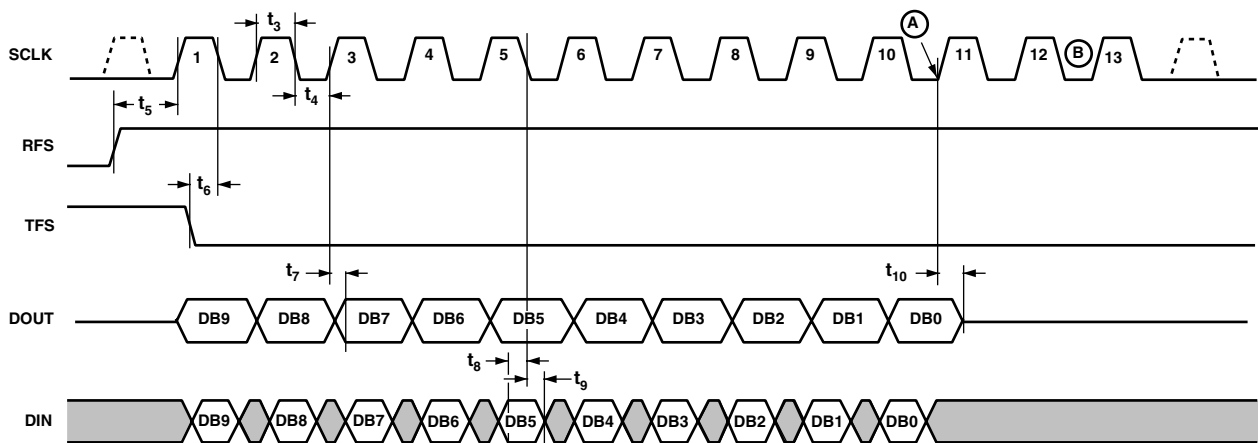 t3
A
SCLK 1 2 3 4 5 6 7 8 9 10 11 12 B 13
t4
t5
RFS
t6
TFS
t7
t10
DOUT DB9 DB8 DB7 DB6 DB5 DB4 DB3 DB2 DB1 DB0
t8
t9
DIN DB9 DB8 DB7 DB6 DB5 DB4 DB3 DB2 DB1 DB0